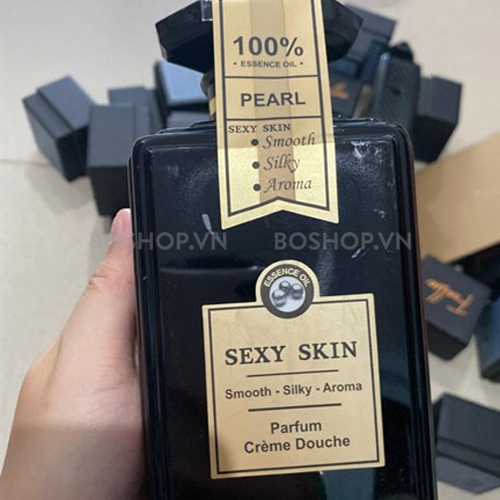 100%
• ESSENCE OIL •
PEARL
SEXY SKIN
• Smooth
• Silky
• Aroma
BOSHOP.VN BOSHOP.VN
ESSENCE OIL
SEXY SKIN
Smooth - Silky - Aroma
Parfum
Crème Douche